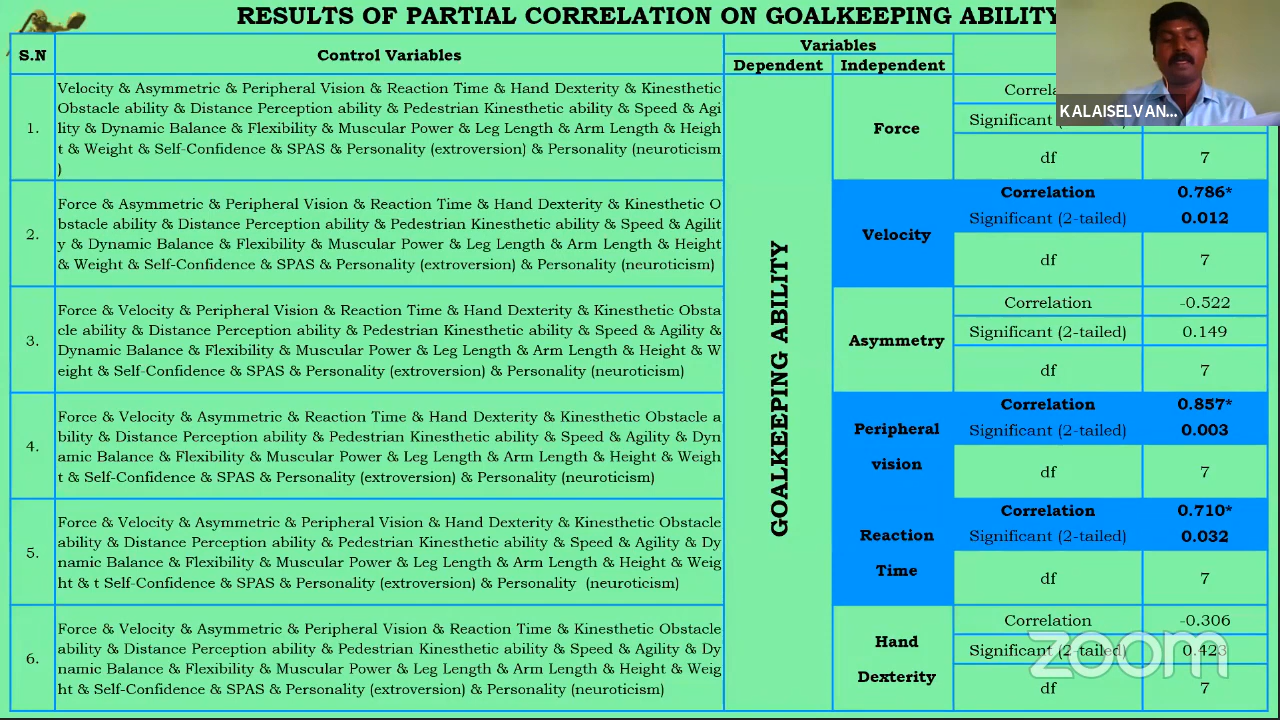 RESULTS OF PARTIAL CORRELATION ON GOALKEEPING ABILITY
S.N
Control Variables
Variables
Dependent
Independent
1.
Velocity & Asymmetric & Peripheral Vision & Reaction Time & Hand Dexterity & Kinesthetic
Obstacle ability & Distance Perception ability & Pedestrian Kinesthetic ability & Speed & Agi
lity & Dynamic Balance & Flexibility & Muscular Power & Leg Length & Arm Length & Heigh
t & Weight & Self-Confidence & SPAS & Personality (extroversion) & Personality (neuroticism
)
GOALKEEPING ABILITY
Force
Significant
df
7
KALAISELVAN...
2.
Force & Asymmetric & Peripheral Vision & Reaction Time & Hand Dexterity & Kinesthetic O
bstacle ability & Distance Perception ability & Pedestrian Kinesthetic ability & Speed & Agilit
y & Dynamic Balance & Flexibility & Muscular Power & Leg Length & Arm Length & Height
& Weight & Self-Confidence & SPAS & Personality (extroversion) & Personality (neuroticism)
Velocity
Correlation
0.786*
Significant (2-tailed)
0.012
df
7
3.
Force & Velocity & Peripheral Vision & Reaction Time & Hand Dexterity & Kinesthetic Obsta
cle ability & Distance Perception ability & Pedestrian Kinesthetic ability & Speed & Agility &
Dynamic Balance & Flexibility & Muscular Power & Leg Length & Arm Length & Height & W
eight & Self-Confidence & SPAS & Personality (extroversion) & Personality (neuroticism)
Asymmetry
Correlation
-0.522
Significant (2-tailed)
0.149
df
7
4.
Force & Velocity & Asymmetric & Reaction Time & Hand Dexterity & Kinesthetic Obstacle a
bility & Distance Perception ability & Pedestrian Kinesthetic ability & Speed & Agility & Dyn
amic Balance & Flexibility & Muscular Power & Leg Length & Arm Length & Height & Weigh
t & Self-Confidence & SPAS & Personality (extroversion) & Personality (neuroticism)
Peripheral
vision
Correlation
0.857*
Significant (2-tailed)
0.003
df
7
5.
Force & Velocity & Asymmetric & Peripheral Vision & Hand Dexterity & Kinesthetic Obstacle
ability & Distance Perception ability & Pedestrian Kinesthetic ability & Speed & Agility & Dy
namic Balance & Flexibility & Muscular Power & Leg Length & Arm Length & Height & Weig
ht & t Self-Confidence & SPAS & Personality (extroversion) & Personality (neuroticism)
Reaction
Time
Correlation
0.710*
Significant (2-tailed)
0.032
df
7
6.
Force & Velocity & Asymmetric & Peripheral Vision & Reaction Time & Kinesthetic Obstacle
ability & Distance Perception ability & Pedestrian Kinesthetic ability & Speed & Agility & Dy
namic Balance & Flexibility & Muscular Power & Leg Length & Arm Length & Height & Weig
ht & Self-Confidence & SPAS & Personality (extroversion) & Personality (neuroticism)
Hand
Dexterity
Correlation
-0.306
Significant (2-tailed)
0.423
df
7
zoom